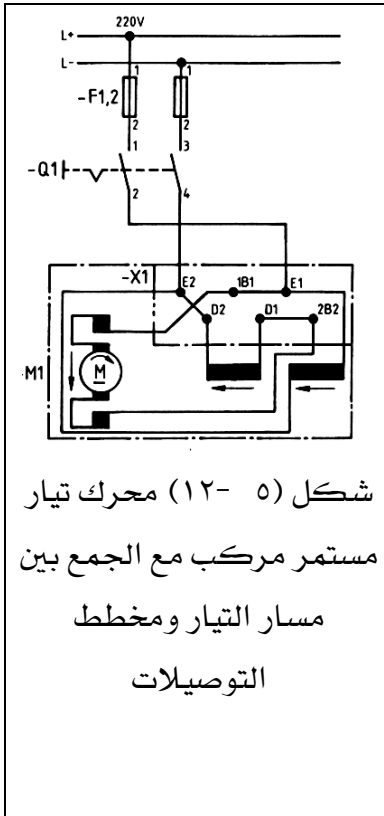 220V
L+
L-
1 1
-F1,2
2 2
1 3
-Q1
2 4
-X1 E2 1B1 E1
D2 D1 2B2
M1
M
شكل (٥ -١٢) محرك تيار
مستمر مركب مع الجمع بين
مسار التيار ومخطط
التوصيلات